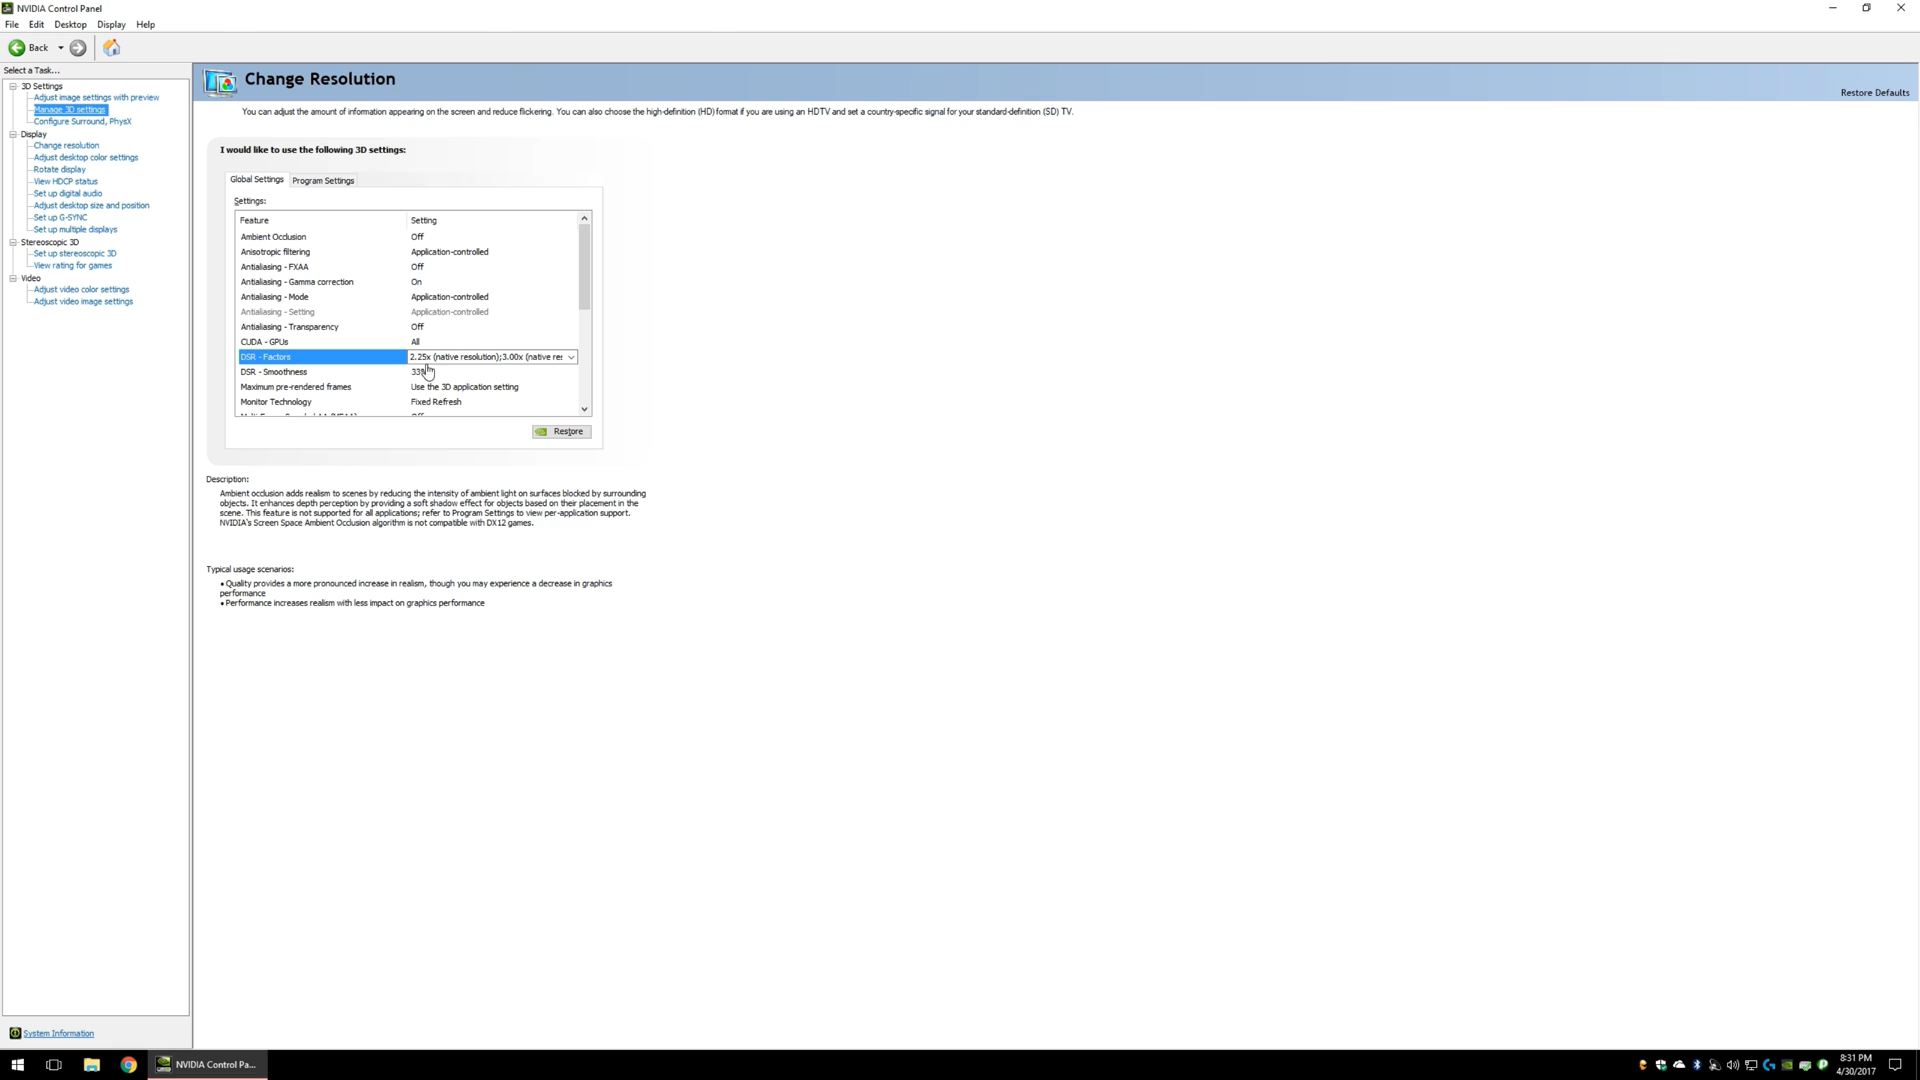 NVIDIA Control Panel
File Edit Desktop Display Help
Back
Select a Task...
3D Settings
Adjust image settings with preview
Manage 3D settings
Configure Surround, PhysX
Display
Change resolution
Adjust desktop color settings
Rotate display
View HDCP status
Set up digital audio
Adjust desktop size and position
Set up G-SYNC
Set up multiple displays
Stereoscopic 3D
Set up stereoscopic 3D
View rating for games
Video
Adjust video color settings
Adjust video image settings
System Information
Change Resolution
Restore Defaults
You can adjust the amount of information appearing on the screen and reduce flickering. You can also choose the high-definition (HD) format if you are using an HDTV and set a country-specific signal for your standard-definition (SD) TV.
I would like to use the following 3D settings:
Global Settings Program Settings
Settings:
Feature Setting
Ambient Occlusion Off
Anisotropic filtering Application-controlled
Antialiasing - FXAA Off
Antialiasing - Gamma correction On
Antialiasing - Mode Application-controlled
Antialiasing - Setting Application-controlled
Antialiasing - Transparency Off
CUDA - GPUs All
DSR - Factors 2.25x (native resolution);3.00x (native res
DSR - Smoothness
Maximum pre-rendered frames Use the 3D application setting
Monitor Technology Fixed Refresh
Restore
Description:
Ambient occlusion adds realism to scenes by reducing the intensity of ambient light on surfaces blocked by surrounding
objects. It enhances depth perception by providing a soft shadow effect for objects based on their placement in the
scene. This feature is not supported for all applications; refer to Program Settings to view per-application support.
NVIDIA's Screen Space Ambient Occlusion algorithm is not compatible with DX12 games.
Typical usage scenarios:
• Quality provides a more pronounced increase in realism, though you may experience a decrease in graphics
performance
• Performance increases realism with less impact on graphics performance
NVIDIA Control Pa...
8:31 PM
4/30/2017